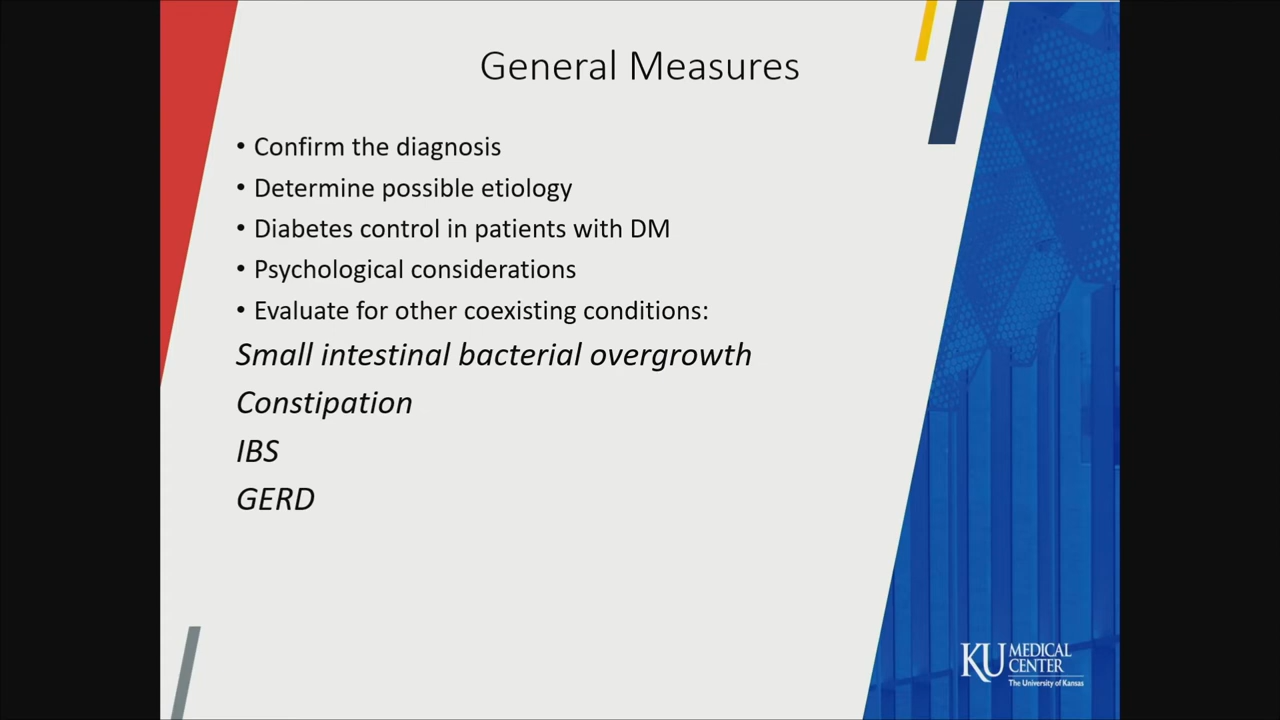 General Measures
• Confirm the diagnosis
• Determine possible etiology
• Diabetes control in patients with DM
• Psychological considerations
• Evaluate for other coexisting conditions:
Small intestinal bacterial overgrowth
Constipation
IBS
GERD
KU MEDICAL
CENTER
The University of Kansas